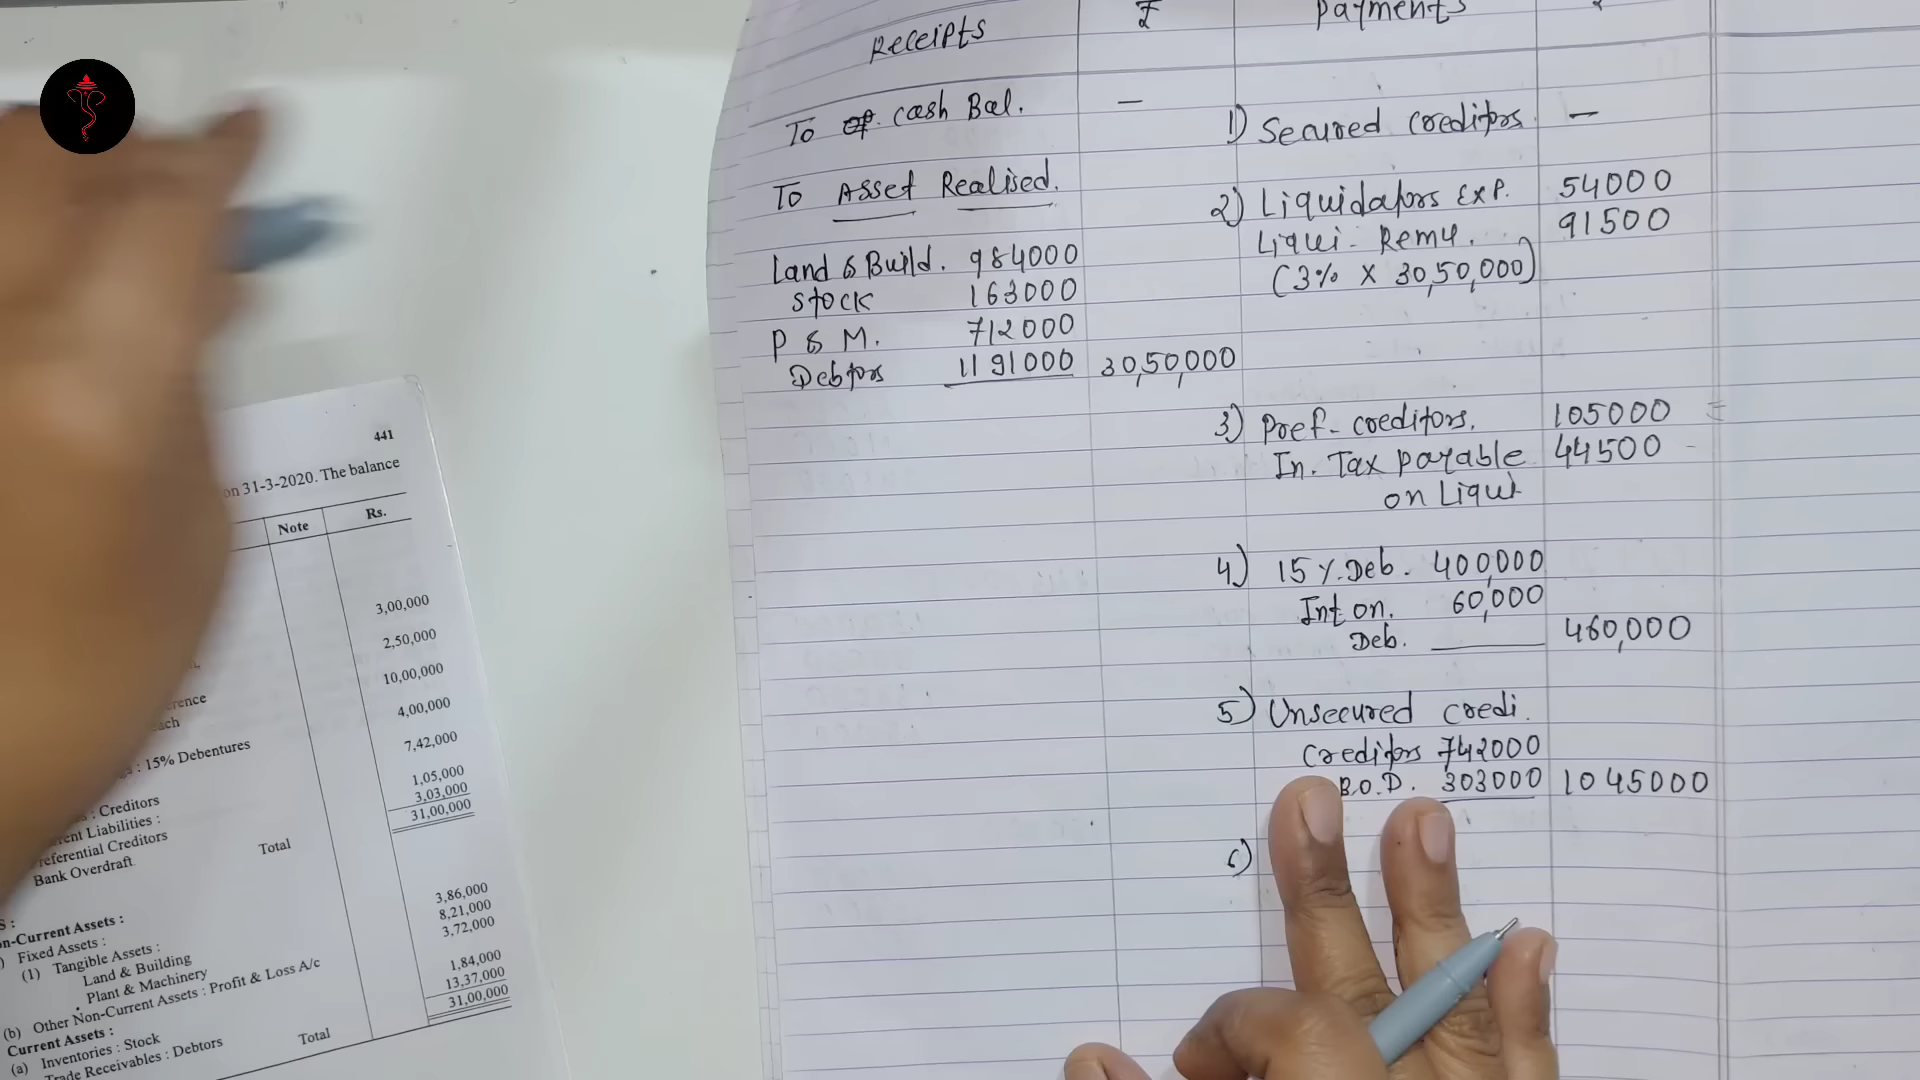 441
on 31-3-2020. The balance
Note Rs.
3,00,000
2,50,000
10,00,000
4,00,000
7,42,000
1,05,000
3,03,000
31,00,000
: 15% Debentures
: Creditors
Liabilities :
Creditors
Bank Overdraft
Total
3,86,000
8,21,000
3,72,000
1,84,000
13,37,000
31,00,000
Fixed Assets :
(1) Tangible Assets :
Land & Building
Plant & Machinery
(b) Other Non-Current Assets : Profit & Loss A/c
Current Assets :
(a) Inventories : Stock
Receivables : Debtors
Total
Receipts ₹ Payments
To cash Bal. —
To Asset Realised.
Land & Build. 984000
Stock 163000
P & M. 712000
Debtors 1191000 30,50,000
1) Secured creditors —
2) Liquidators Exp. 54000
Liqui - Remu. 91500
(3% X 30,50,000)
3) Pref- creditors. 105000
In. Tax payable 44500
on Liqui
4) 15%.Deb. 400,000
Int on. 60,000
Deb. 460,000
5) Unsecured credi.
Creditors 742000
B.O.D. 303000 1045000
6)